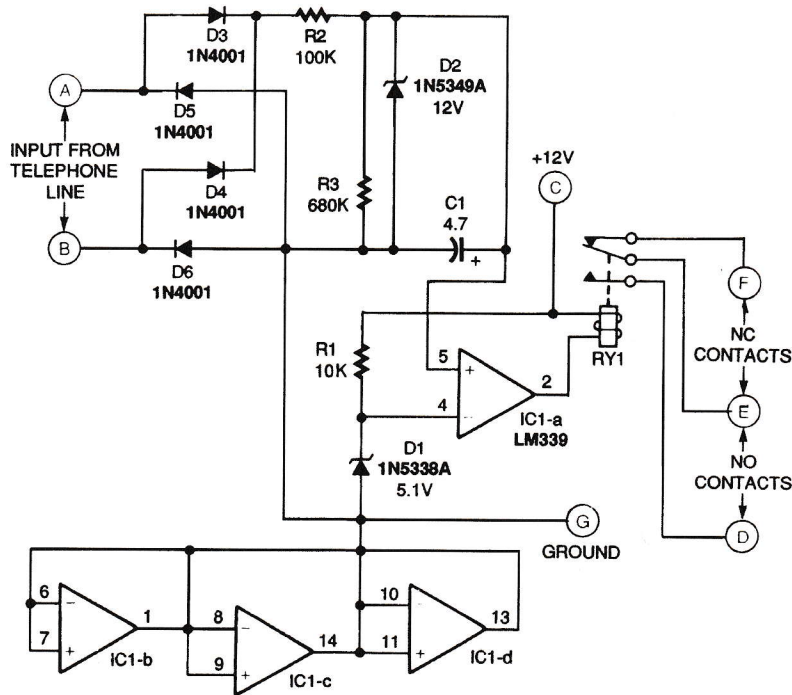 D3
1N4001
R2
100K
D2
1N5349A
12V
A
D5
1N4001
INPUT FROM
TELEPHONE
LINE
D4
1N4001
R3
680K
C1
4.7
+
+12V
C
B
D6
1N4001
F
NC
CONTACTS
RY1
R1
10K
5
+
2
4
-
IC1-a
LM339
E
D1
1N5338A
5.1V
NO
CONTACTS
G
GROUND
D
6
-
7
+
1
IC1-b
8
-
9
+
14
IC1-c
10
-
11
+
13
IC1-d